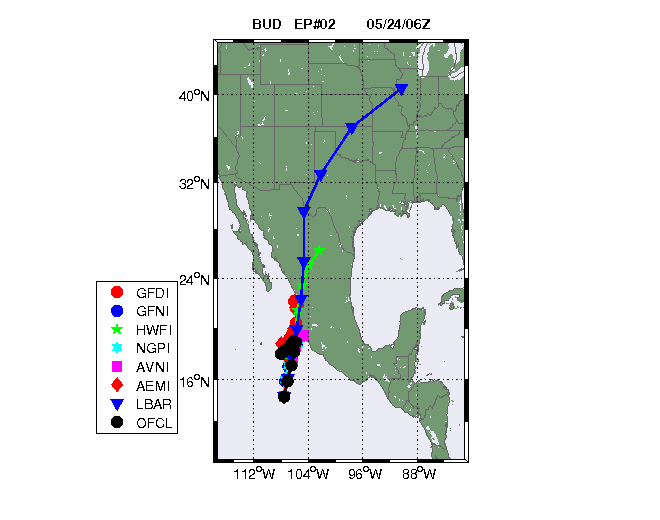 BUD EP#02 05/24/06Z
40°N
32°N
24°N
16°N
112°W 104°W 96°W 88°W
GFDI
GFNI
HWFI
NGPI
AVNI
AEMI
LBAR
OFCL